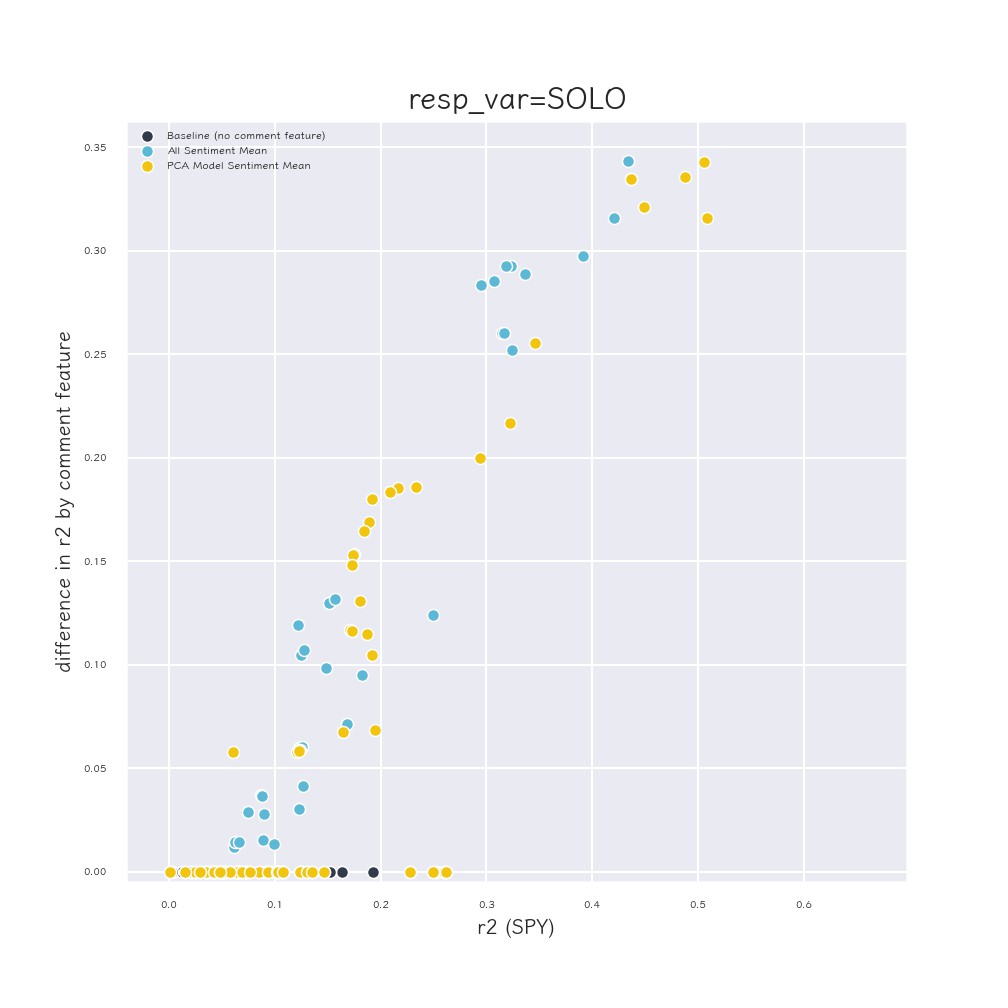 resp_var=SOLO
Baseline (no comment feature)
All Sentiment Mean
PCA Model Sentiment Mean
difference in r2 by comment feature
0.35
0.30
0.25
0.20
0.15
0.10
0.05
0.00
0.0 0.1 0.2 0.3 0.4 0.5 0.6
r2 (SPY)